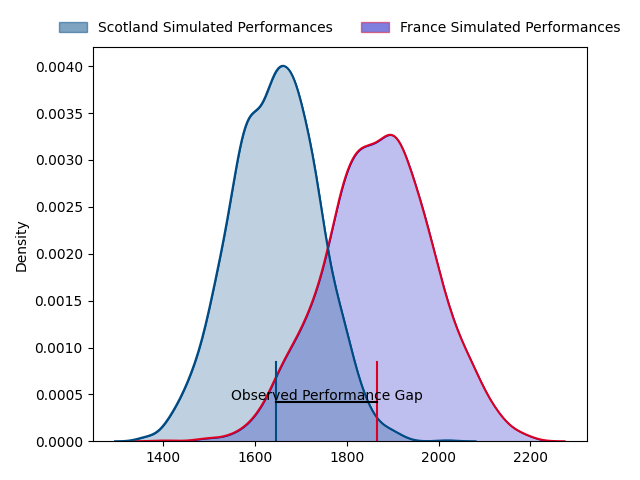 Scotland Simulated Performances France Simulated Performances
0.0040
0.0035
0.0030
0.0025
0.0020
0.0015
0.0010
0.0005
0.0000
Density
Observed Performance Gap
1400 1600 1800 2000 2200